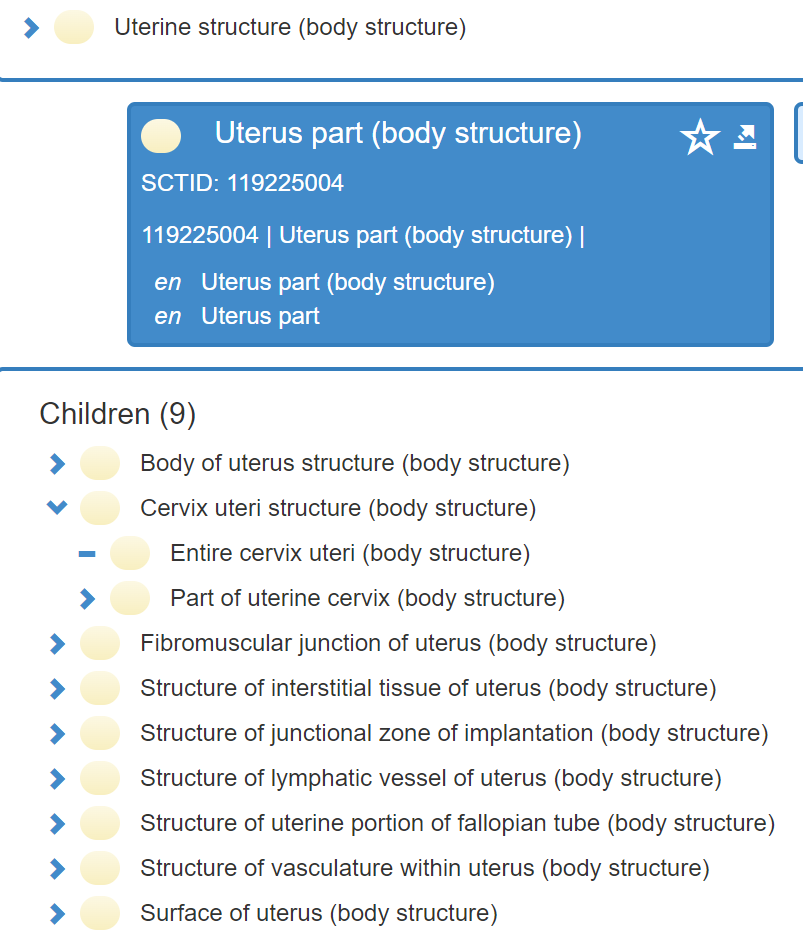 Uterine structure (body structure)
Uterus part (body structure)
SCTID: 119225004
119225004 | Uterus part (body structure) |
en Uterus part (body structure)
en Uterus part
Children (9)
Body of uterus structure (body structure)
Cervix uteri structure (body structure)
Entire cervix uteri (body structure)
Part of uterine cervix (body structure)
Fibromuscular junction of uterus (body structure)
Structure of interstitial tissue of uterus (body structure)
Structure of junctional zone of implantation (body structure)
Structure of lymphatic vessel of uterus (body structure)
Structure of uterine portion of fallopian tube (body structure)
Structure of vasculature within uterus (body structure)
Surface of uterus (body structure)